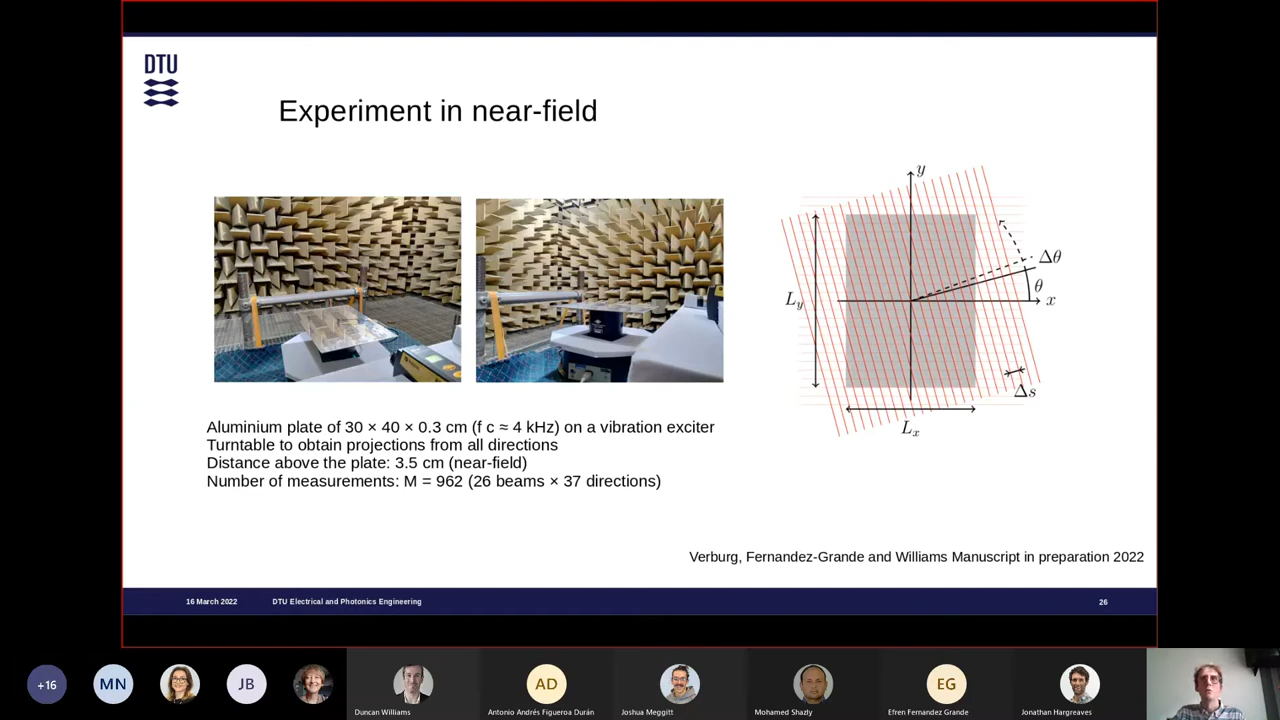 DTU
Experiment in near-field
y
Δθ
θ
x
L_y
Δs
L_x
Aluminium plate of 30 × 40 × 0.3 cm (f c ≈ 4 kHz) on a vibration exciter
Turntable to obtain projections from all directions
Distance above the plate: 3.5 cm (near-field)
Number of measurements: M = 962 (26 beams × 37 directions)
Verburg, Fernandez-Grande and Williams Manuscript in preparation 2022
16 March 2022 DTU Electrical and Photonics Engineering 26
+16 MN JB AD EG
Duncan Williams Antonio Andrés Figueroa Durán Joshua Meggitt Mohamed Shazly Efren Fernandez Grande Jonathan Hargreaves